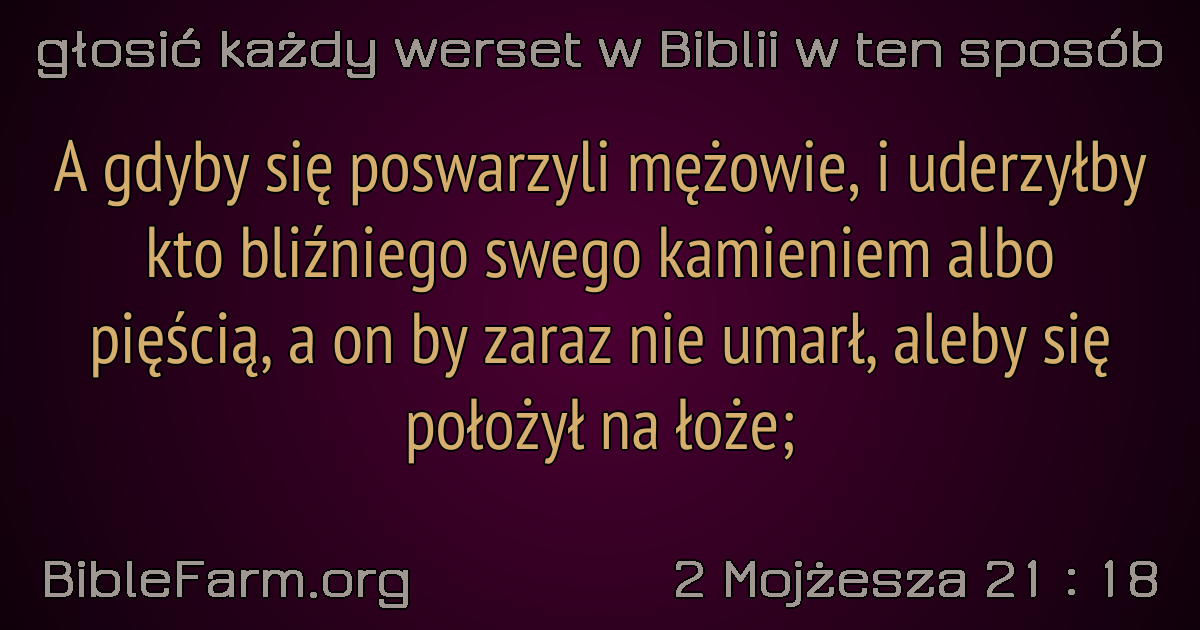 głosić każdy werset w Biblii w ten sposób
A gdyby się poswarzyli mężowie, i uderzyłby
kto bliźniego swego kamieniem albo
pięścią, a on by zaraz nie umarł, aleby się
położył na łoże;
BibleFarm.org
2 Mojżesza 21 : 18